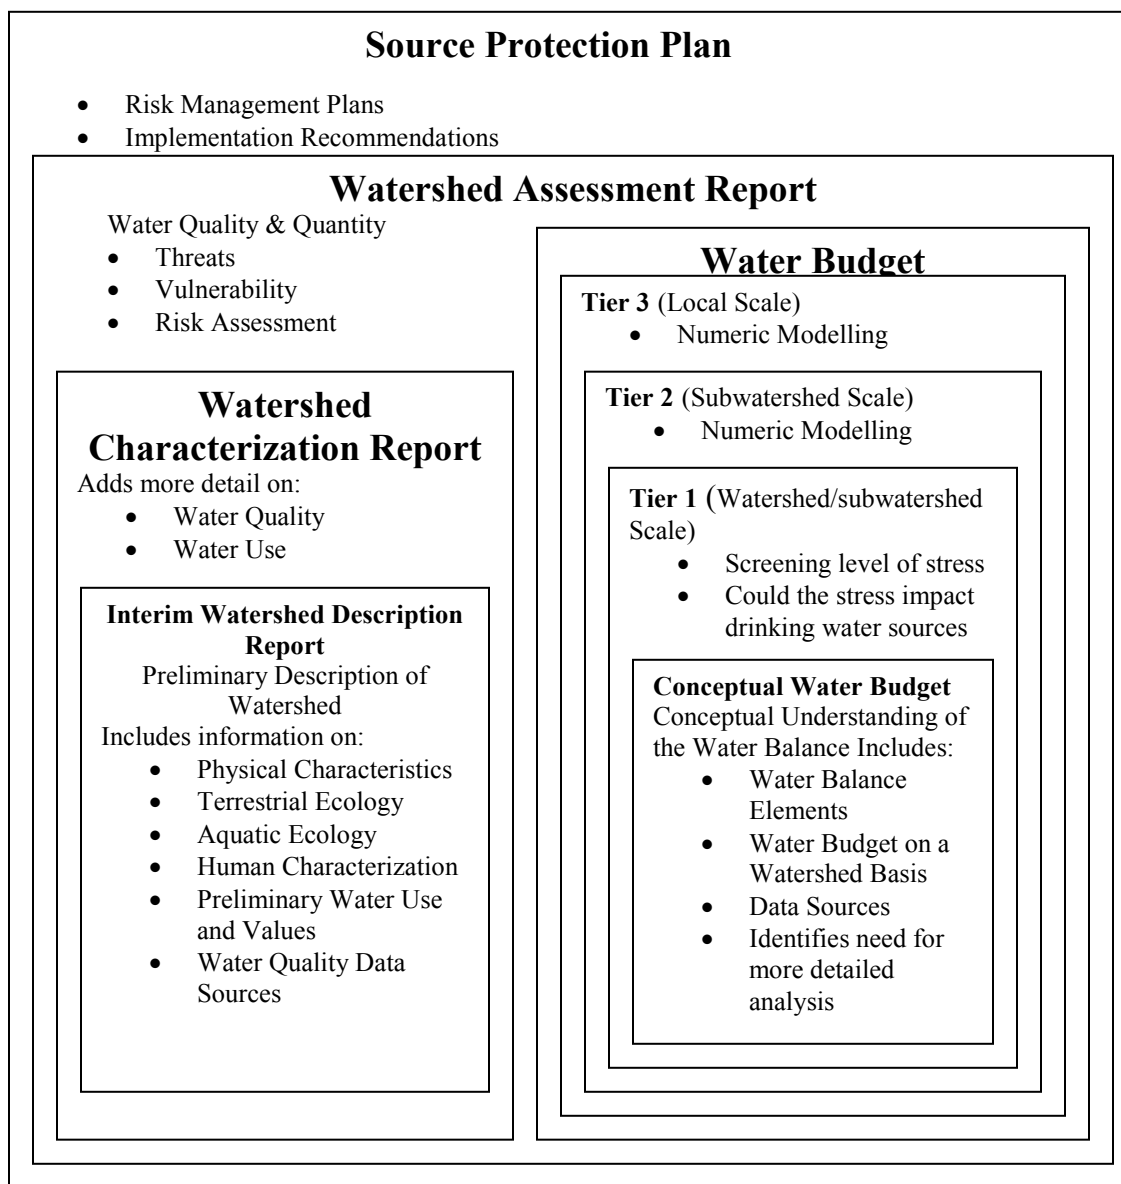 Source Protection Plan
• Risk Management Plans
• Implementation Recommendations
Watershed Assessment Report
Water Quality & Quantity
• Threats
• Vulnerability
• Risk Assessment
Watershed
Characterization Report
Adds more detail on:
• Water Quality
• Water Use
Interim Watershed Description
Report
Preliminary Description of
Watershed
Includes information on:
• Physical Characteristics
• Terrestrial Ecology
• Aquatic Ecology
• Human Characterization
• Preliminary Water Use
and Values
• Water Quality Data
Sources
Water Budget
Tier 3 (Local Scale)
• Numeric Modelling
Tier 2 (Subwatershed Scale)
• Numeric Modelling
Tier 1 (Watershed/subwatershed
Scale)
• Screening level of stress
• Could the stress impact
drinking water sources
Conceptual Water Budget
Conceptual Understanding of
the Water Balance Includes:
• Water Balance
Elements
• Water Budget on a
Watershed Basis
• Data Sources
• Identifies need for
more detailed
analysis